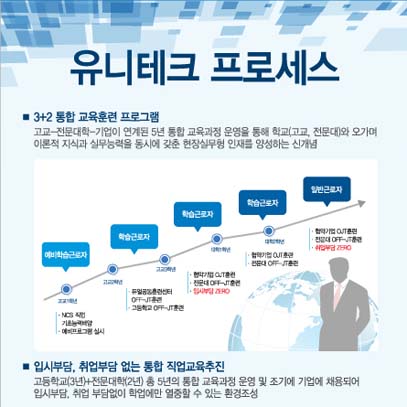 유니테크 프로세스
■ 3+2 통합 교육훈련 프로그램
고교-전문대학-기업이 연계된 5년 통합 교육과정 운영을 통해 학교(고교, 전문대)와 오가며
이론적 지식과 실무능력을 동시에 갖춘 현장실무형 인재를 양성하는 신개념
일반근로자
학습근로자
학습근로자
학습근로자
예비학습근로자
대학2학년
대학1학년
고교3학년
고교2학년
고교1학년
• 협약기업 OJT훈련
• 전문대 OFF-JT훈련
• 취업부담 ZERO
• 협약기업 OJT훈련
• 전문대 OFF-JT훈련
• 협약기업 OJT훈련
• 전문대 OFF-JT훈련
• 입시부담 ZERO
• 듀얼공동훈련센터
OFF-JT훈련
• 고등학교 OFF-JT훈련
• NCS 직업
기초능력배양
• 예비프로그램 실시
■ 입시부담, 취업부담 없는 통합 직업교육추진
고등학교(3년)+전문대학(2년) 총 5년의 통합 교육과정 운영 및 조기에 기업에 채용되어
입시부담, 취업 부담없이 학업에만 열중할 수 있는 환경조성